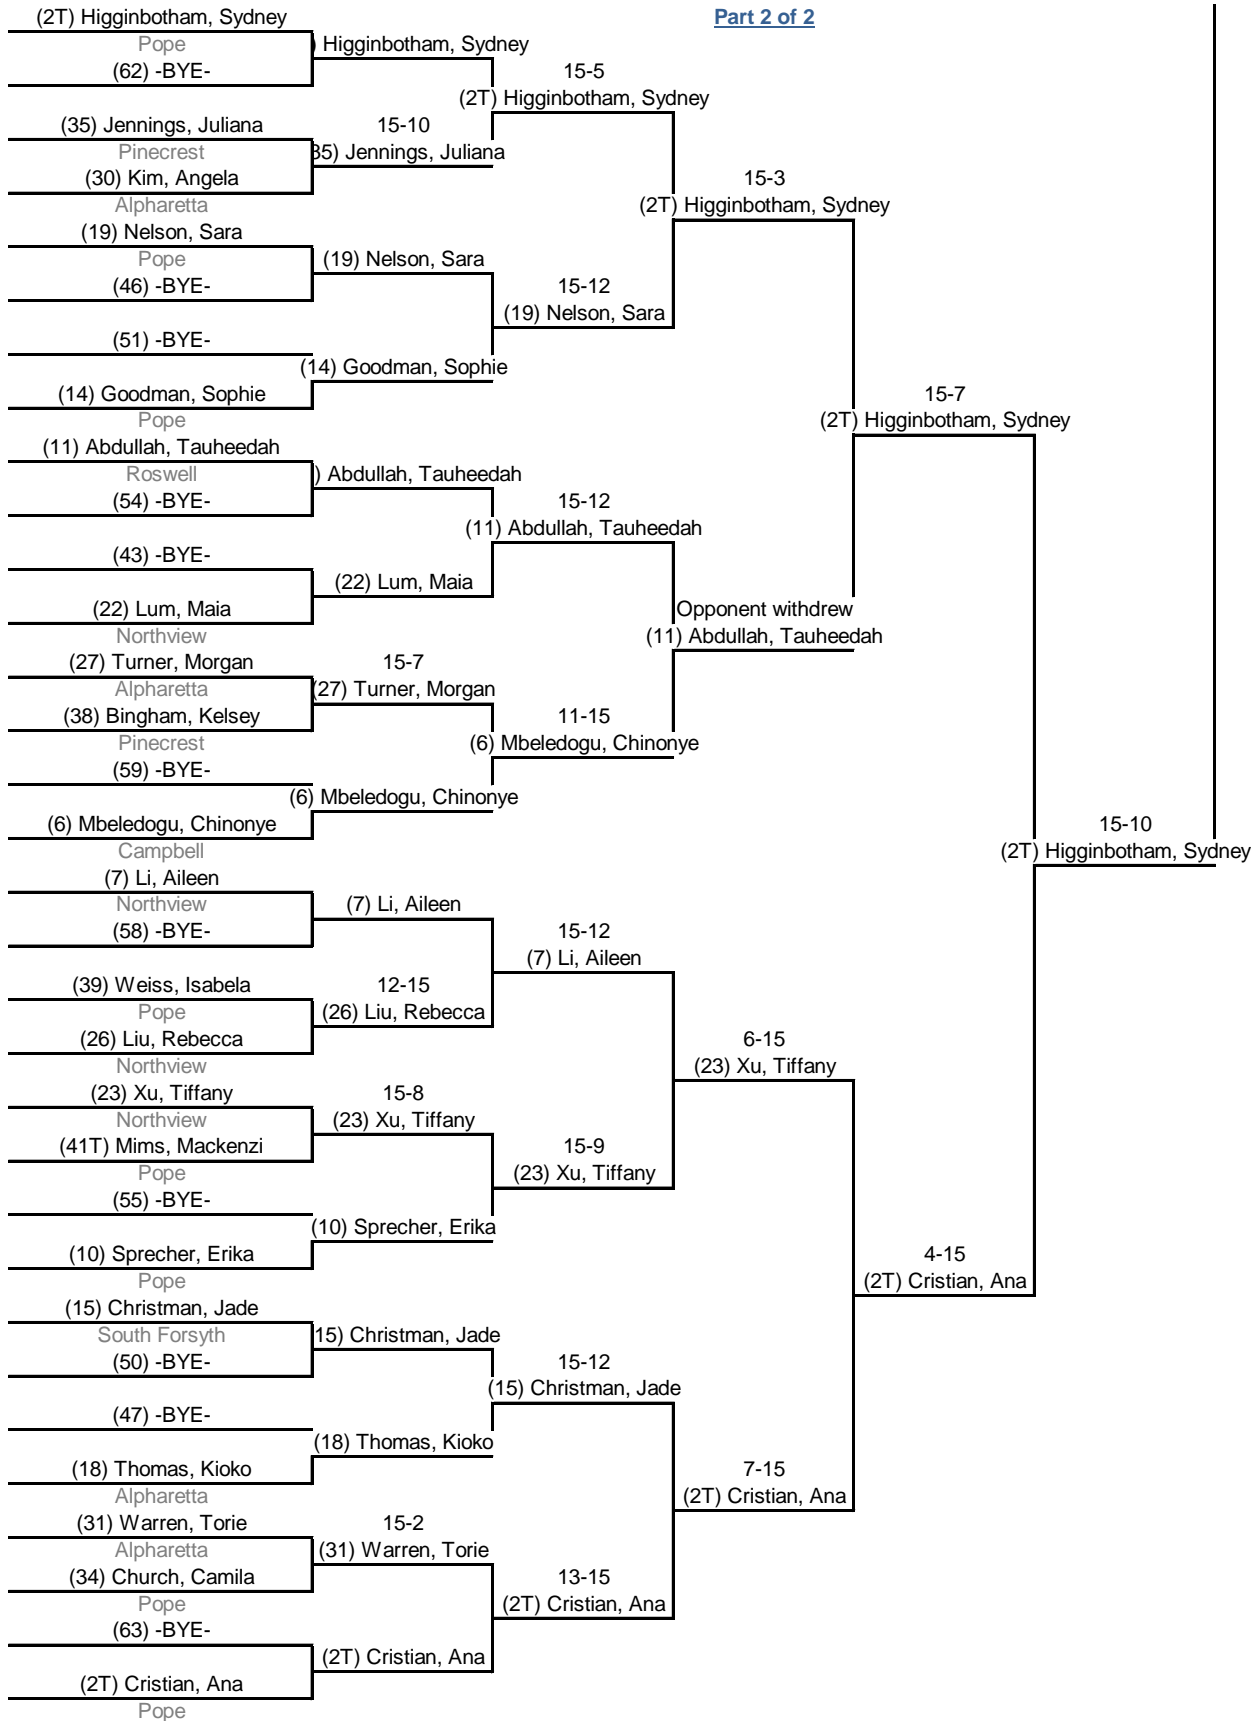 (2T) Higginbotham, Sydney
Part 2 of 2
Pope
) Higginbotham, Sydney
(62) -BYE-
15-5
(2T) Higginbotham, Sydney
(35) Jennings, Juliana
15-10
Pinecrest
35) Jennings, Juliana
(30) Kim, Angela
15-3
Alpharetta
(2T) Higginbotham, Sydney
(19) Nelson, Sara
Pope
(19) Nelson, Sara
(46) -BYE-
15-12
(19) Nelson, Sara
(51) -BYE-
(14) Goodman, Sophie
(14) Goodman, Sophie
15-7
Pope
(2T) Higginbotham, Sydney
(11) Abdullah, Tauheedah
Roswell
) Abdullah, Tauheedah
(54) -BYE-
15-12
(11) Abdullah, Tauheedah
(43) -BYE-
(22) Lum, Maia
(22) Lum, Maia
Opponent withdrew
Northview
(11) Abdullah, Tauheedah
(27) Turner, Morgan
15-7
Alpharetta
(27) Turner, Morgan
(38) Bingham, Kelsey
11-15
Pinecrest
(6) Mbeledogu, Chinonye
(59) -BYE-
(6) Mbeledogu, Chinonye
(6) Mbeledogu, Chinonye
15-10
Campbell
(2T) Higginbotham, Sydney
(7) Li, Aileen
Northview
(7) Li, Aileen
(58) -BYE-
15-12
(7) Li, Aileen
(39) Weiss, Isabela
12-15
Pope
(26) Liu, Rebecca
(26) Liu, Rebecca
6-15
Northview
(23) Xu, Tiffany
(23) Xu, Tiffany
15-8
Northview
(23) Xu, Tiffany
(41T) Mims, Mackenzi
15-9
Pope
(23) Xu, Tiffany
(55) -BYE-
(10) Sprecher, Erika
(10) Sprecher, Erika
4-15
Pope
(2T) Cristian, Ana
(15) Christman, Jade
South Forsyth
15) Christman, Jade
(50) -BYE-
15-12
(15) Christman, Jade
(47) -BYE-
(18) Thomas, Kioko
(18) Thomas, Kioko
7-15
Alpharetta
(2T) Cristian, Ana
(31) Warren, Torie
15-2
Alpharetta
(31) Warren, Torie
(34) Church, Camila
13-15
Pope
(2T) Cristian, Ana
(63) -BYE-
(2T) Cristian, Ana
(2T) Cristian, Ana
Pope